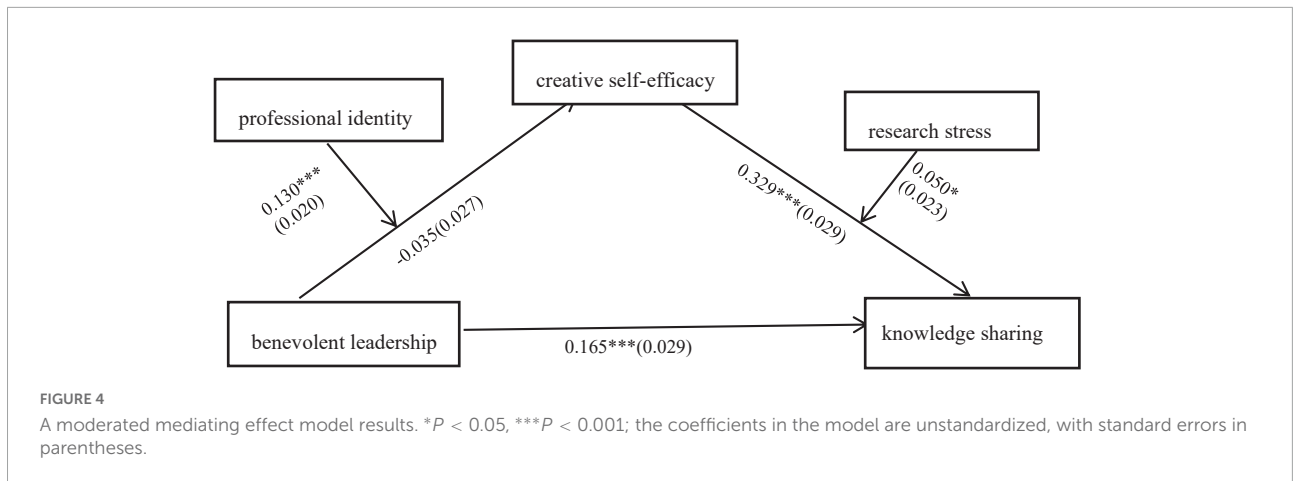 creative self-efficacy
professional identity
research stress
0.130***
(0.020)
-0.035(0.027)
0.329***(0.029)
0.050*
(0.023)
benevolent leadership
0.165***(0.029)
knowledge sharing
FIGURE 4
A moderated mediating effect model results. *P < 0.05, ***P < 0.001; the coefficients in the model are unstandardized, with standard errors in
parentheses.